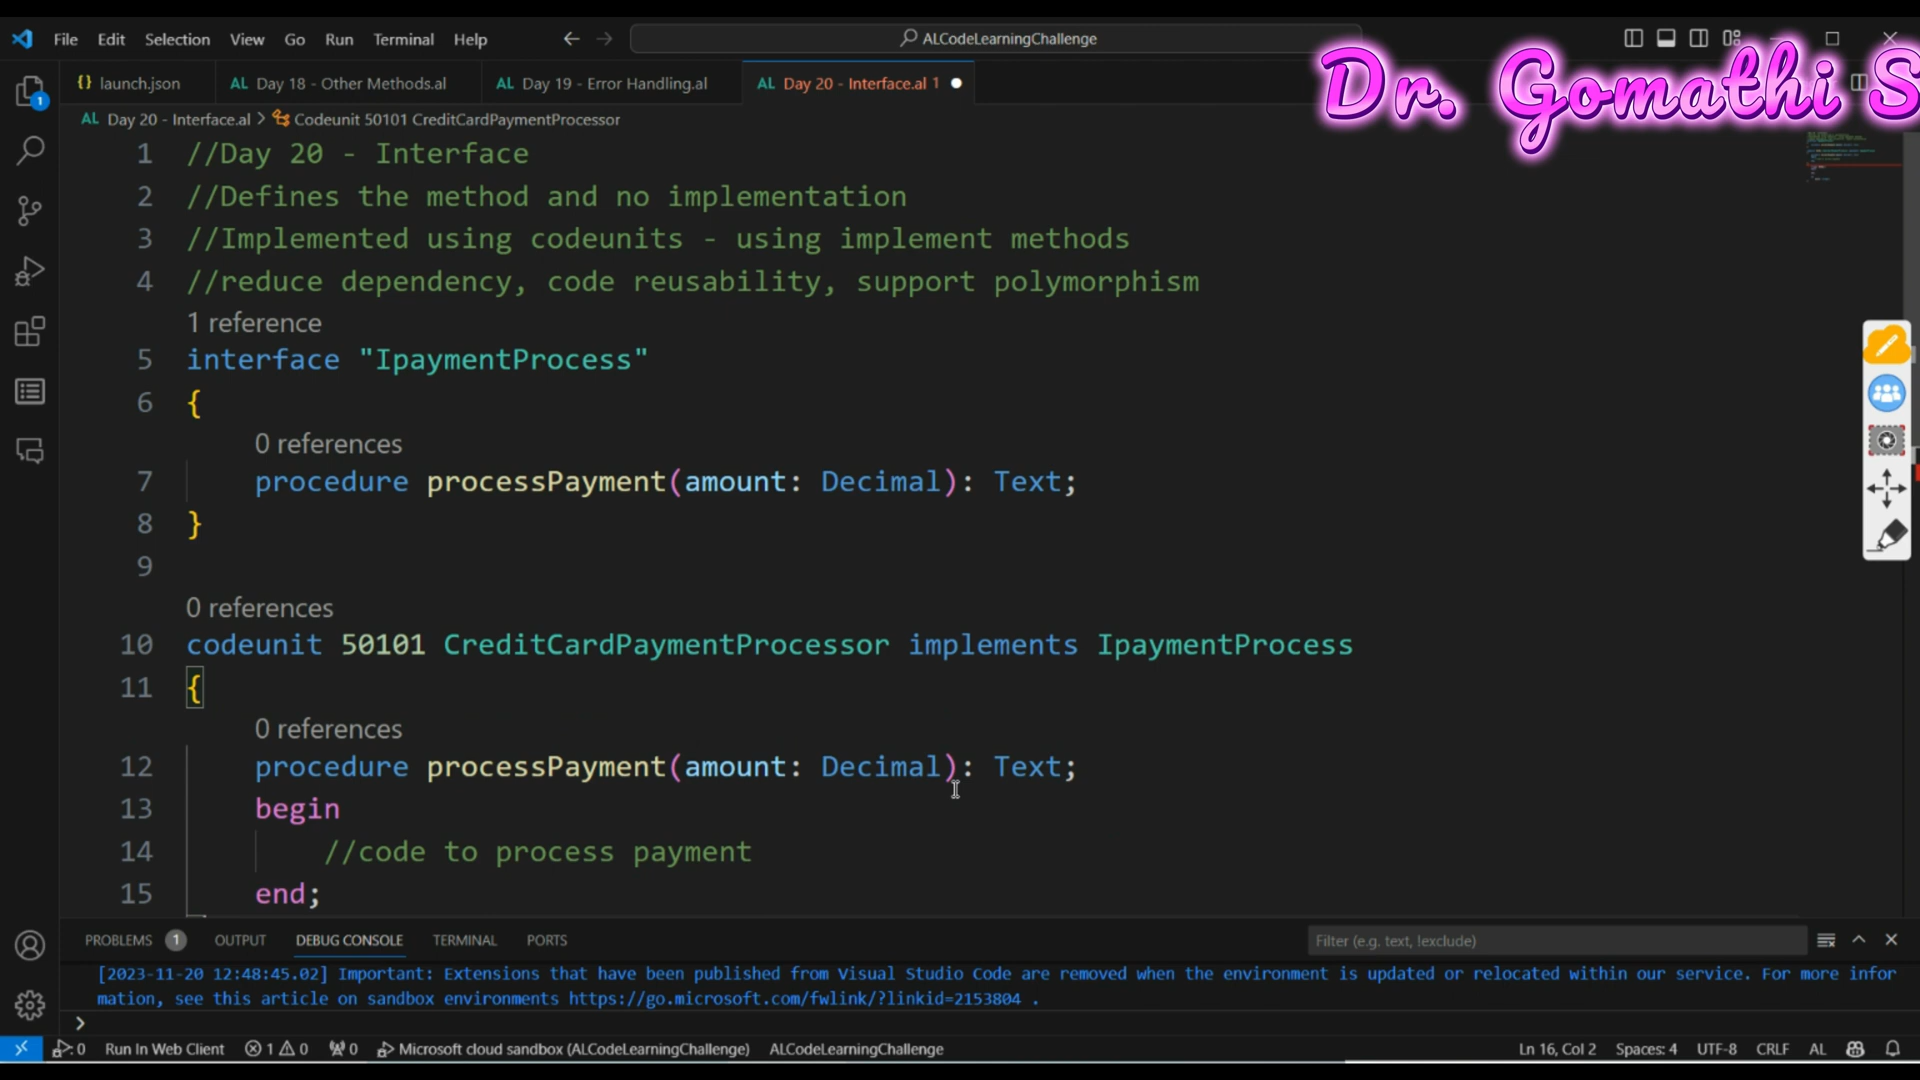 File Edit Selection View Go Run Terminal Help
ALCodeLearningChallenge
Dr. Gomathi S
1
launch.json
AL Day 18 - Other Methods.al
AL Day 19 - Error Handling.al
AL Day 20 - Interface.al 1
AL Day 20 - Interface.al > Codeunit 50101 CreditCardPaymentProcessor
1 //Day 20 - Interface
2 //Defines the method and no implementation
3 //Implemented using codeunits - using implement methods
4 //reduce dependency, code reusability, support polymorphism
1 reference
5 interface "IpaymentProcess"
6 {
0 references
7 procedure processPayment(amount: Decimal): Text;
8 }
9
0 references
10 codeunit 50101 CreditCardPaymentProcessor implements IpaymentProcess
11 {
0 references
12 procedure processPayment(amount: Decimal): Text;
13 begin
14 //code to process payment
15 end;
PROBLEMS 1 OUTPUT DEBUG CONSOLE TERMINAL PORTS
Filter (e.g. text, !exclude)
[2023-11-20 12:48:45.02] Important: Extensions that have been published from Visual Studio Code are removed when the environment is updated or relocated within our service. For more infor
mation, see this article on sandbox environments https://go.microsoft.com/fwlink/?linkid=2153804 .
>
0 Run In Web Client 1 0 0 Microsoft cloud sandbox (ALCodeLearningChallenge) ALCodeLearningChallenge Ln 16, Col 2 Spaces: 4 UTF-8 CRLF AL